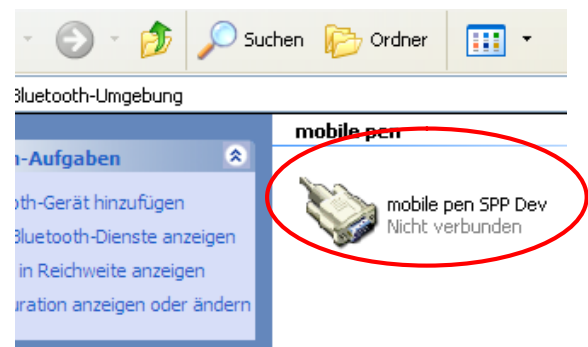 Suchen Ordner
Bluetooth-Umgebung
mobile pen
-Aufgaben
oth-Gerät hinzufügen
Bluetooth-Dienste anzeigen
in Reichweite anzeigen
uration anzeigen oder ändern
mobile pen SPP Dev
Nicht verbunden